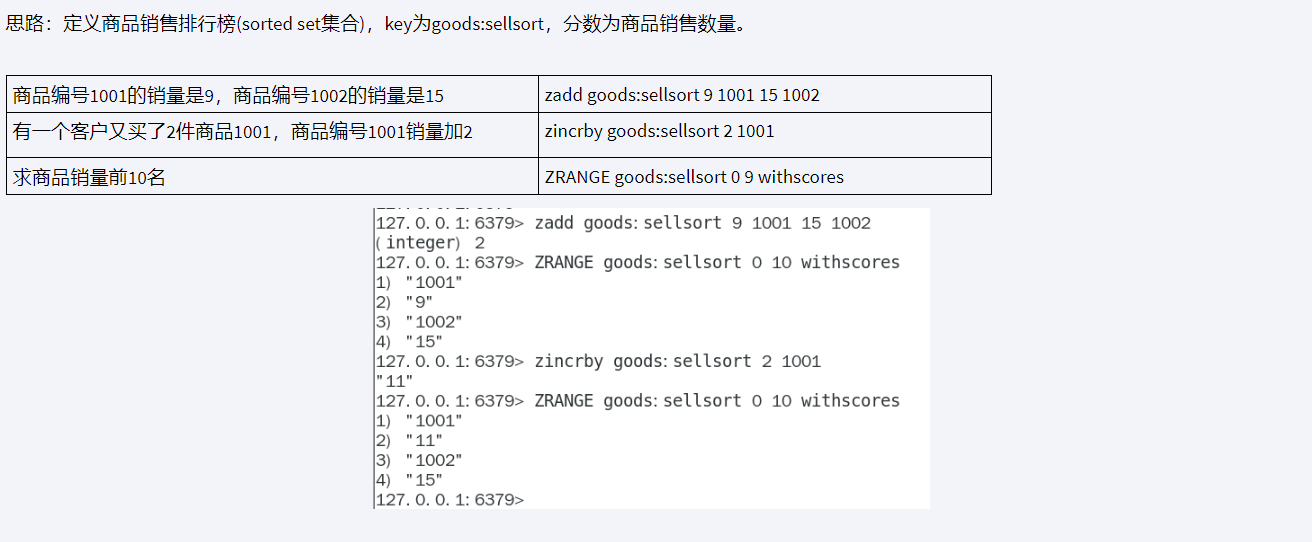 思路：定义商品销售排行榜(sorted set集合)，key为goods:sellsort，分数为商品销售数量。
商品编号1001的销量是9，商品编号1002的销量是15
zadd goods:sellsort 9 1001 15 1002
有一个客户又买了2件商品1001，商品编号1001销量加2
zincrby goods:sellsort 2 1001
求商品销量前10名
ZRANGE goods:sellsort 0 9 withscores
127.0.0.1:6379> zadd goods:sellsort 9 1001 15 1002
(integer) 2
127.0.0.1:6379> ZRANGE goods:sellsort 0 10 withscores
1) "1001"
2) "9"
3) "1002"
4) "15"
127.0.0.1:6379> zincrby goods:sellsort 2 1001
"11"
127.0.0.1:6379> ZRANGE goods:sellsort 0 10 withscores
1) "1001"
2) "11"
3) "1002"
4) "15"
127.0.0.1:6379>